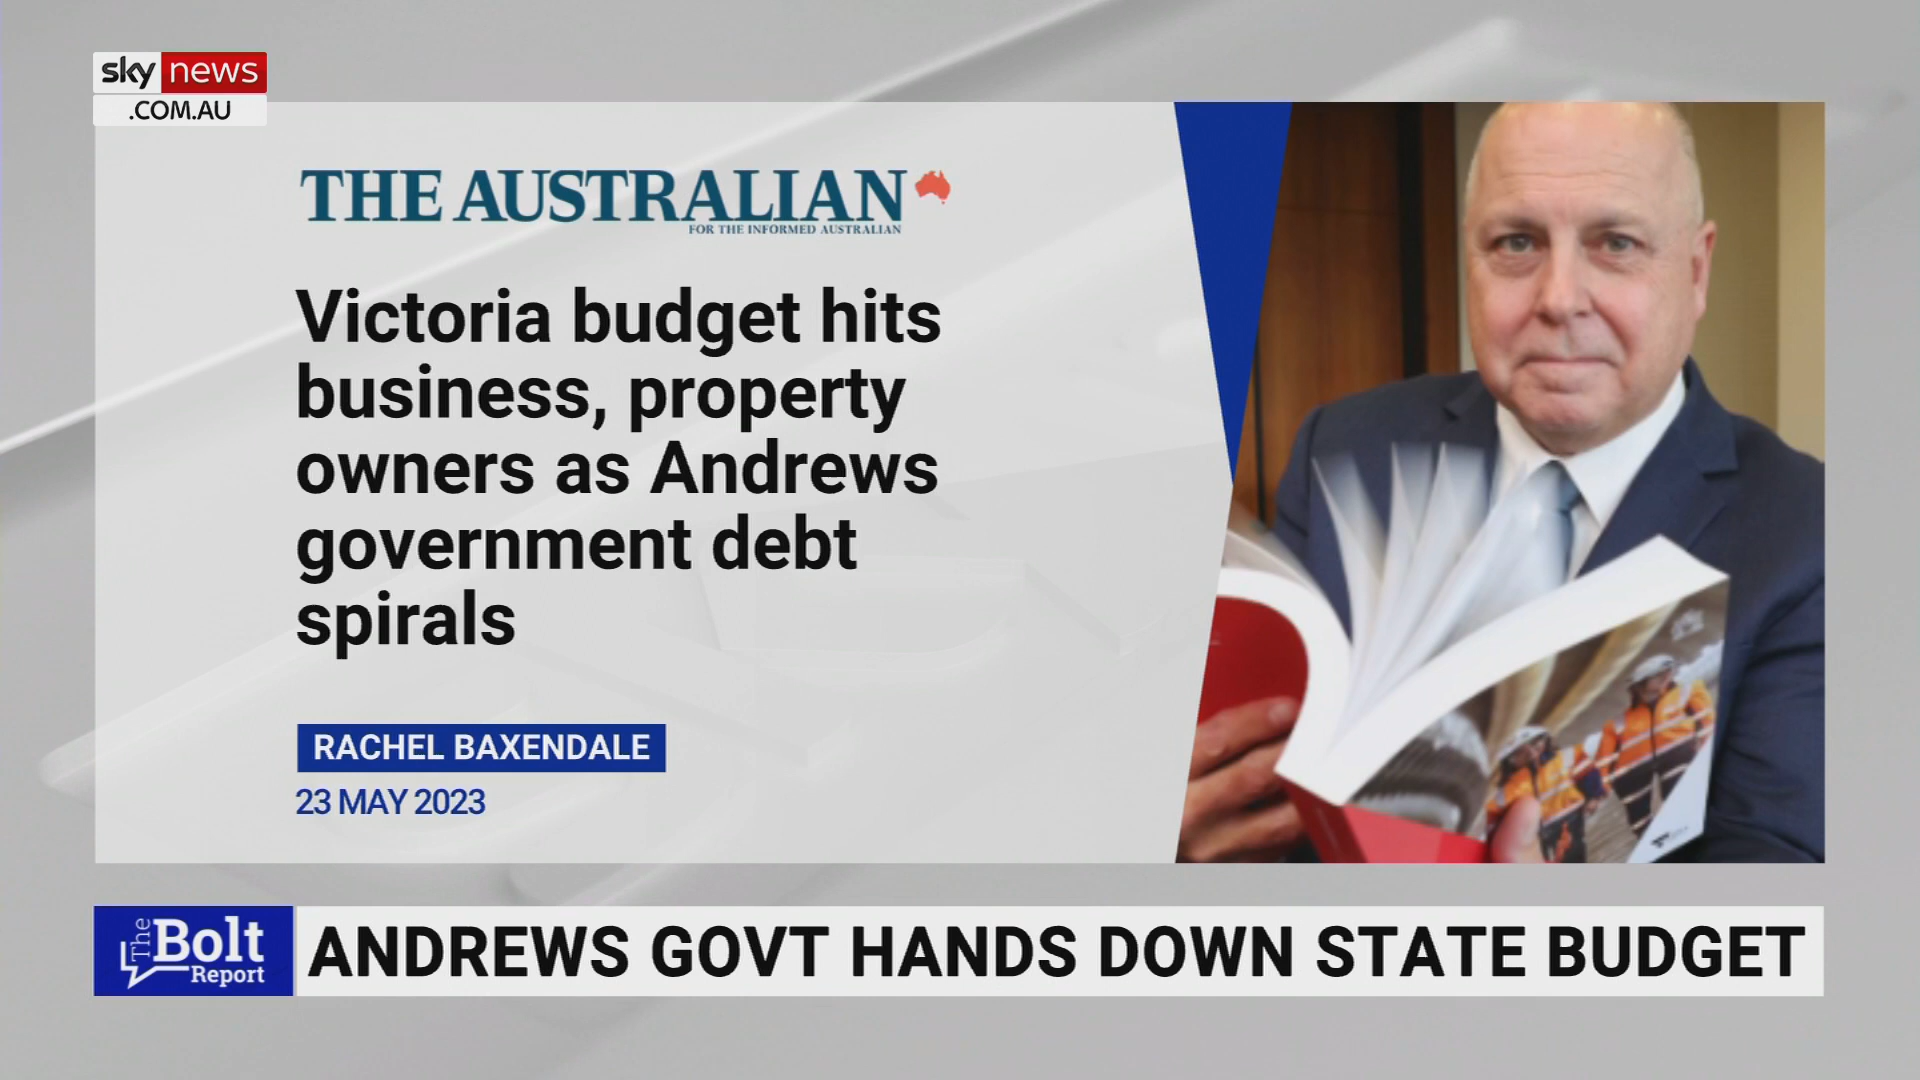 sky news
.COM.AU
THE AUSTRALIAN
FOR THE INFORMED AUSTRALIAN
Victoria budget hits
business, property
owners as Andrews
government debt
spirals
RACHEL BAXENDALE
23 MAY 2023
The Bolt Report
ANDREWS GOVT HANDS DOWN STATE BUDGET